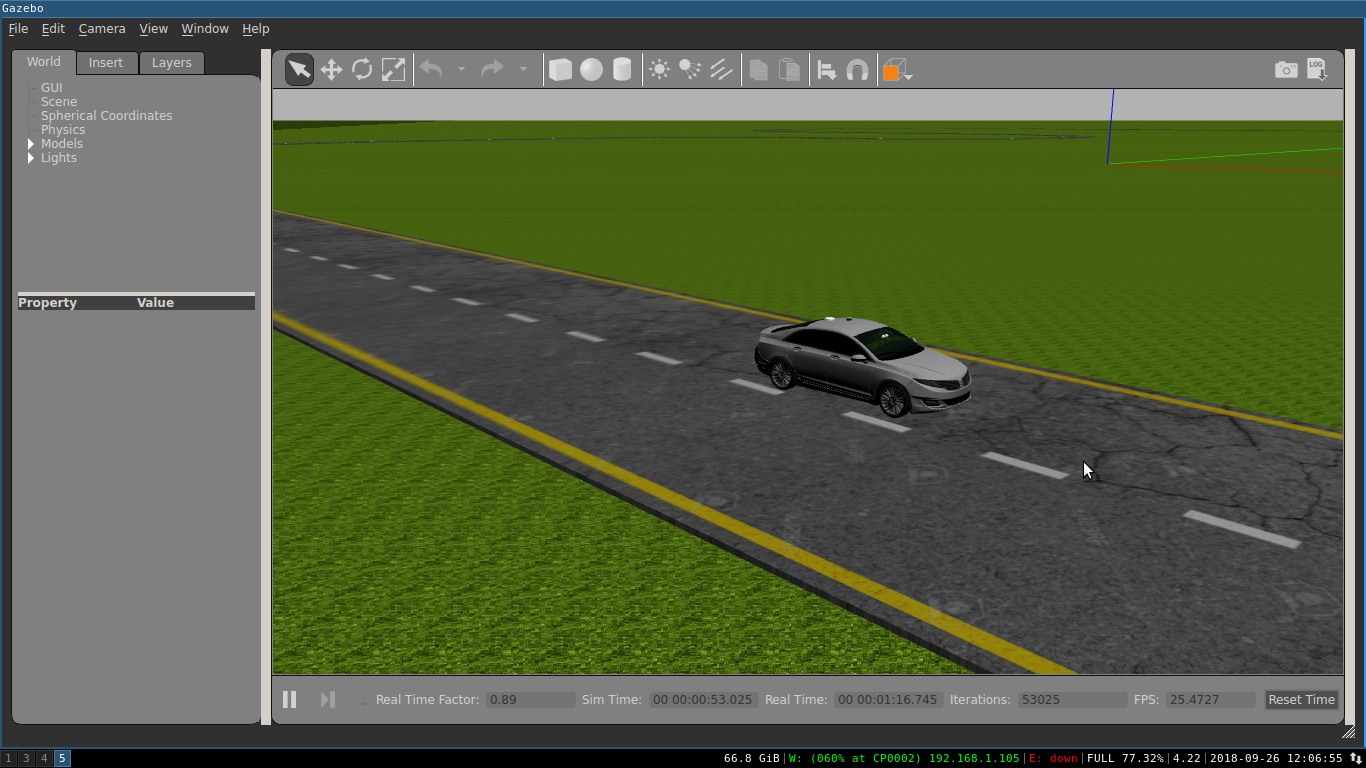 Gazebo
File Edit Camera View Window Help
World Insert Layers
LOG
GUI
Scene
Spherical Coordinates
Physics
Models
Lights
Property Value
Real Time Factor: 0.89 Sim Time: 00 00:00:53.025 Real Time: 00 00:01:16.745 Iterations: 53025 FPS: 25.4727 Reset Time
1 3 4 5 66.8 GiB|W: (060% at CP0002) 192.168.1.105|E: down|FULL 77.32%|4.22|2018-09-26 12:06:55